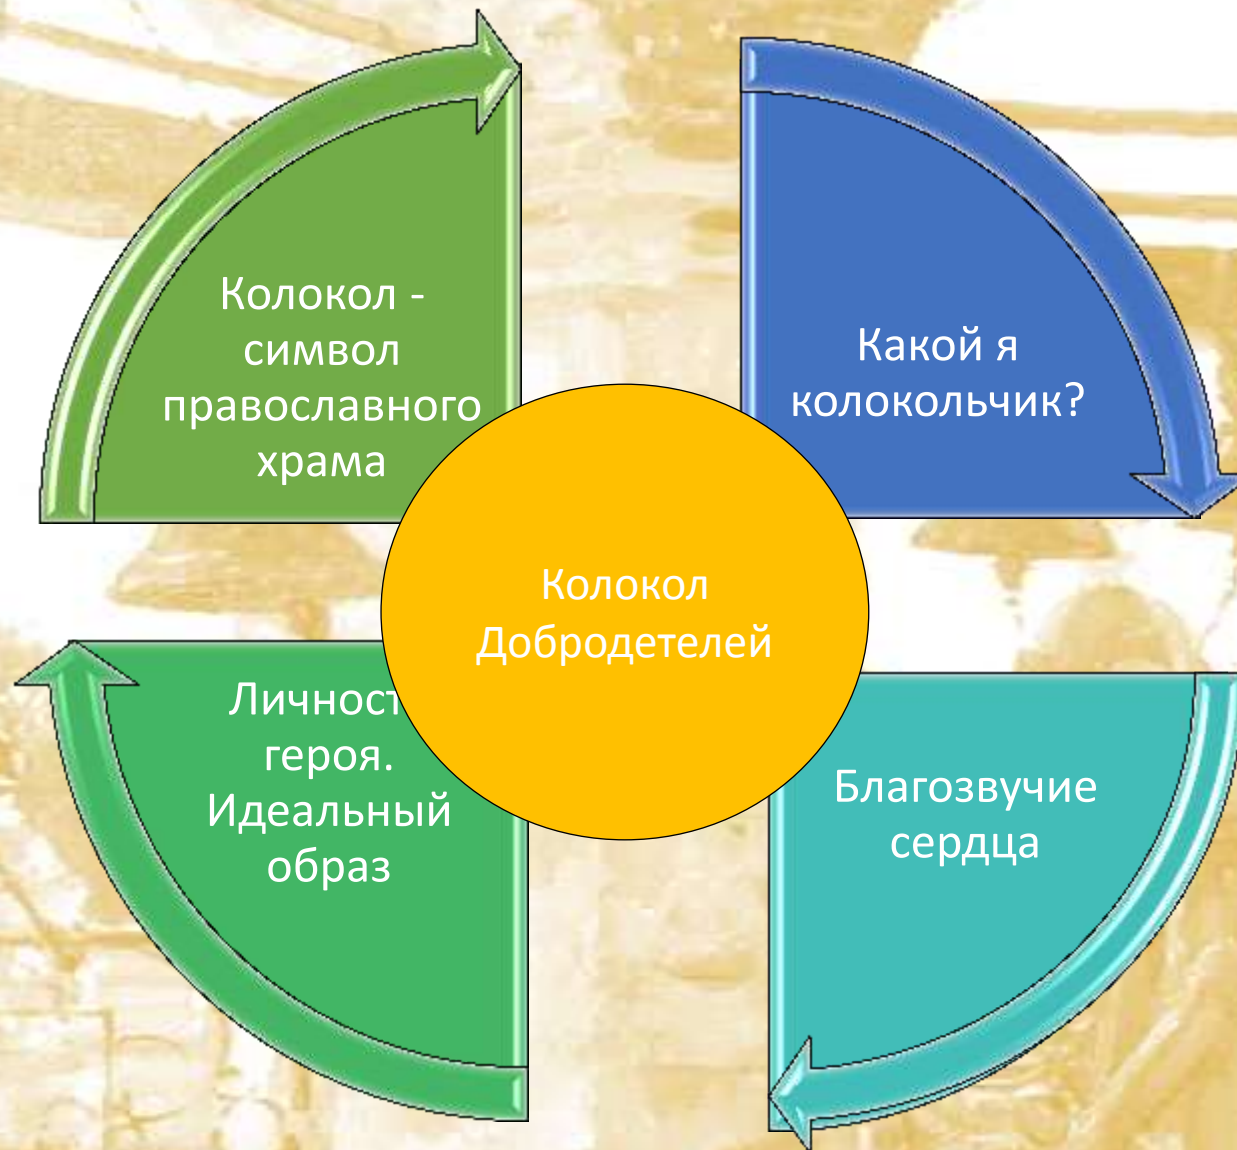 Колокол -
символ
православного
храма
Какой я
колокольчик?
Колокол
Добродетелей
Личност
героя.
Идеальный
образ
Благозвучие
сердца